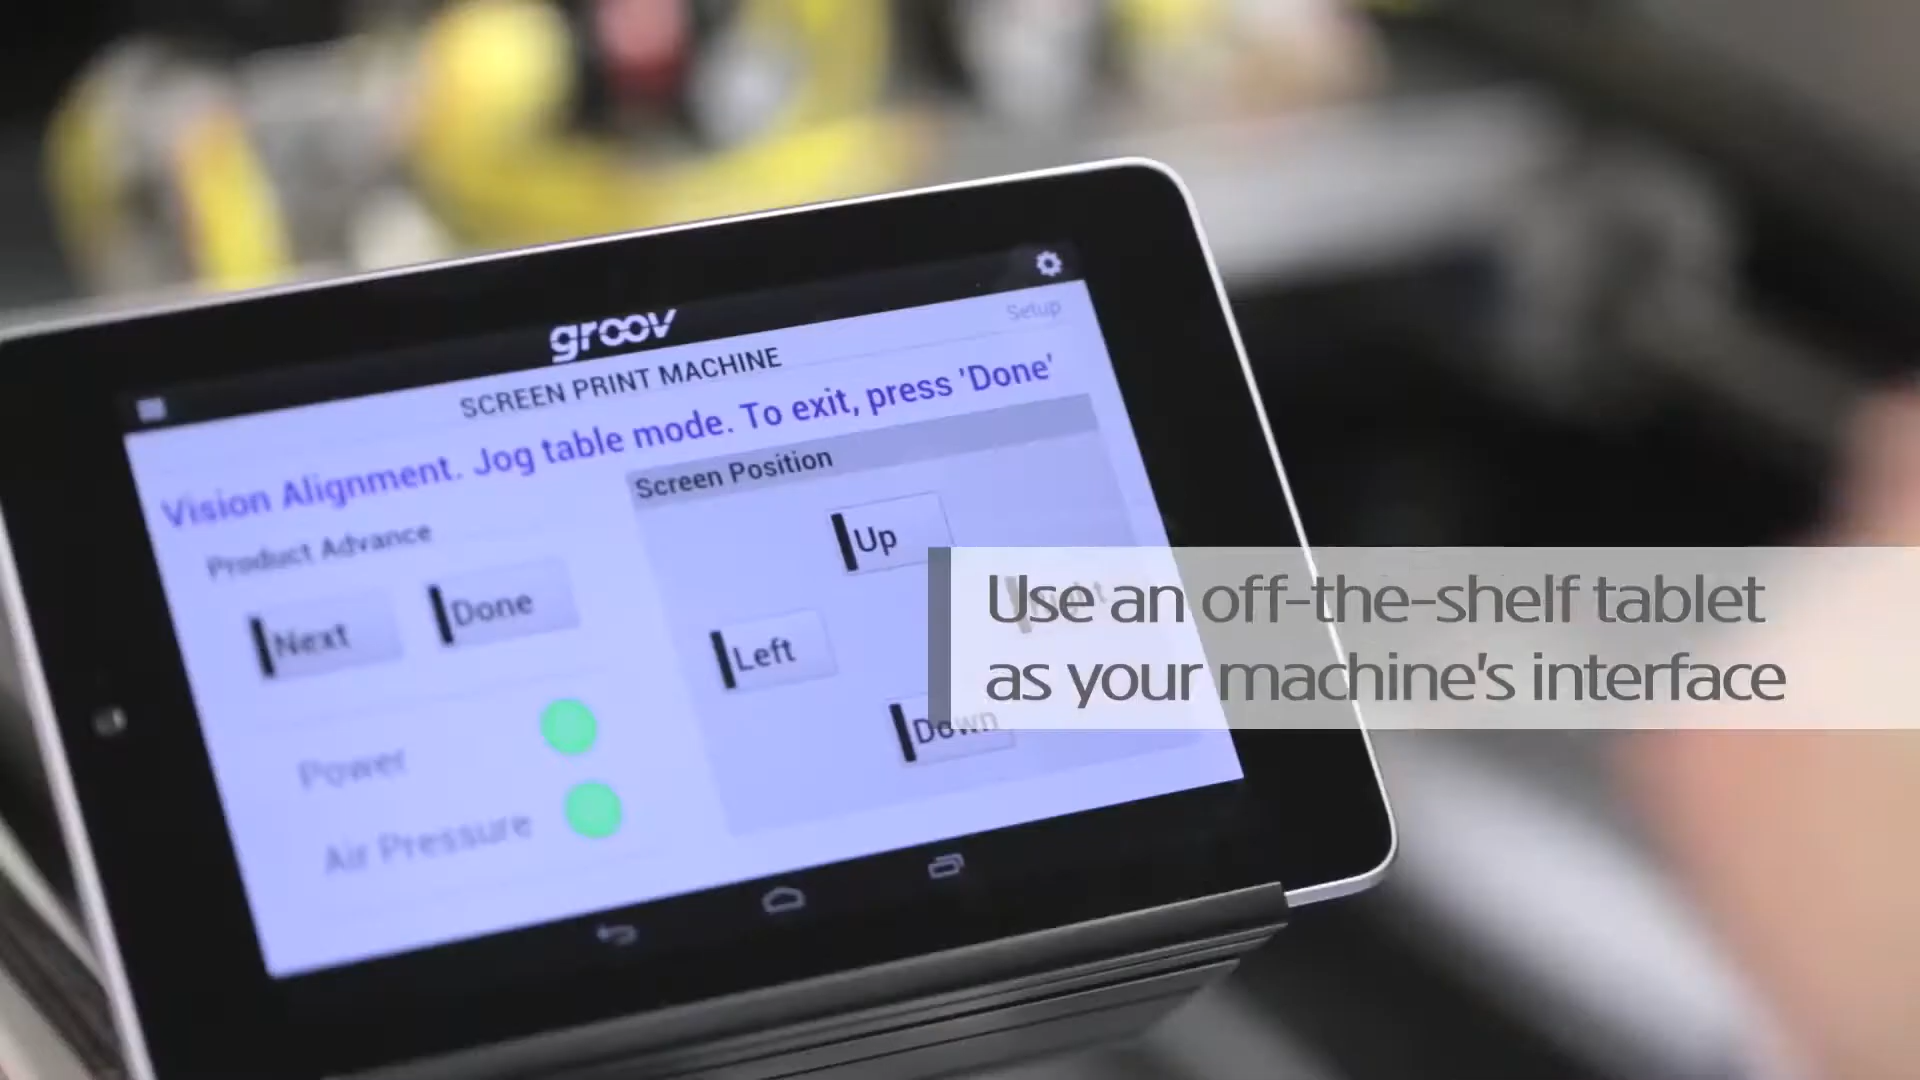 groov
Setup
SCREEN PRINT MACHINE
Vision Alignment. Jog table mode. To exit, press 'Done'
Product Advance
Screen Position
Next
Done
Up
Left
Right
Down
Power
Air Pressure
Use an off-the-shelf tablet
as your machine's interface